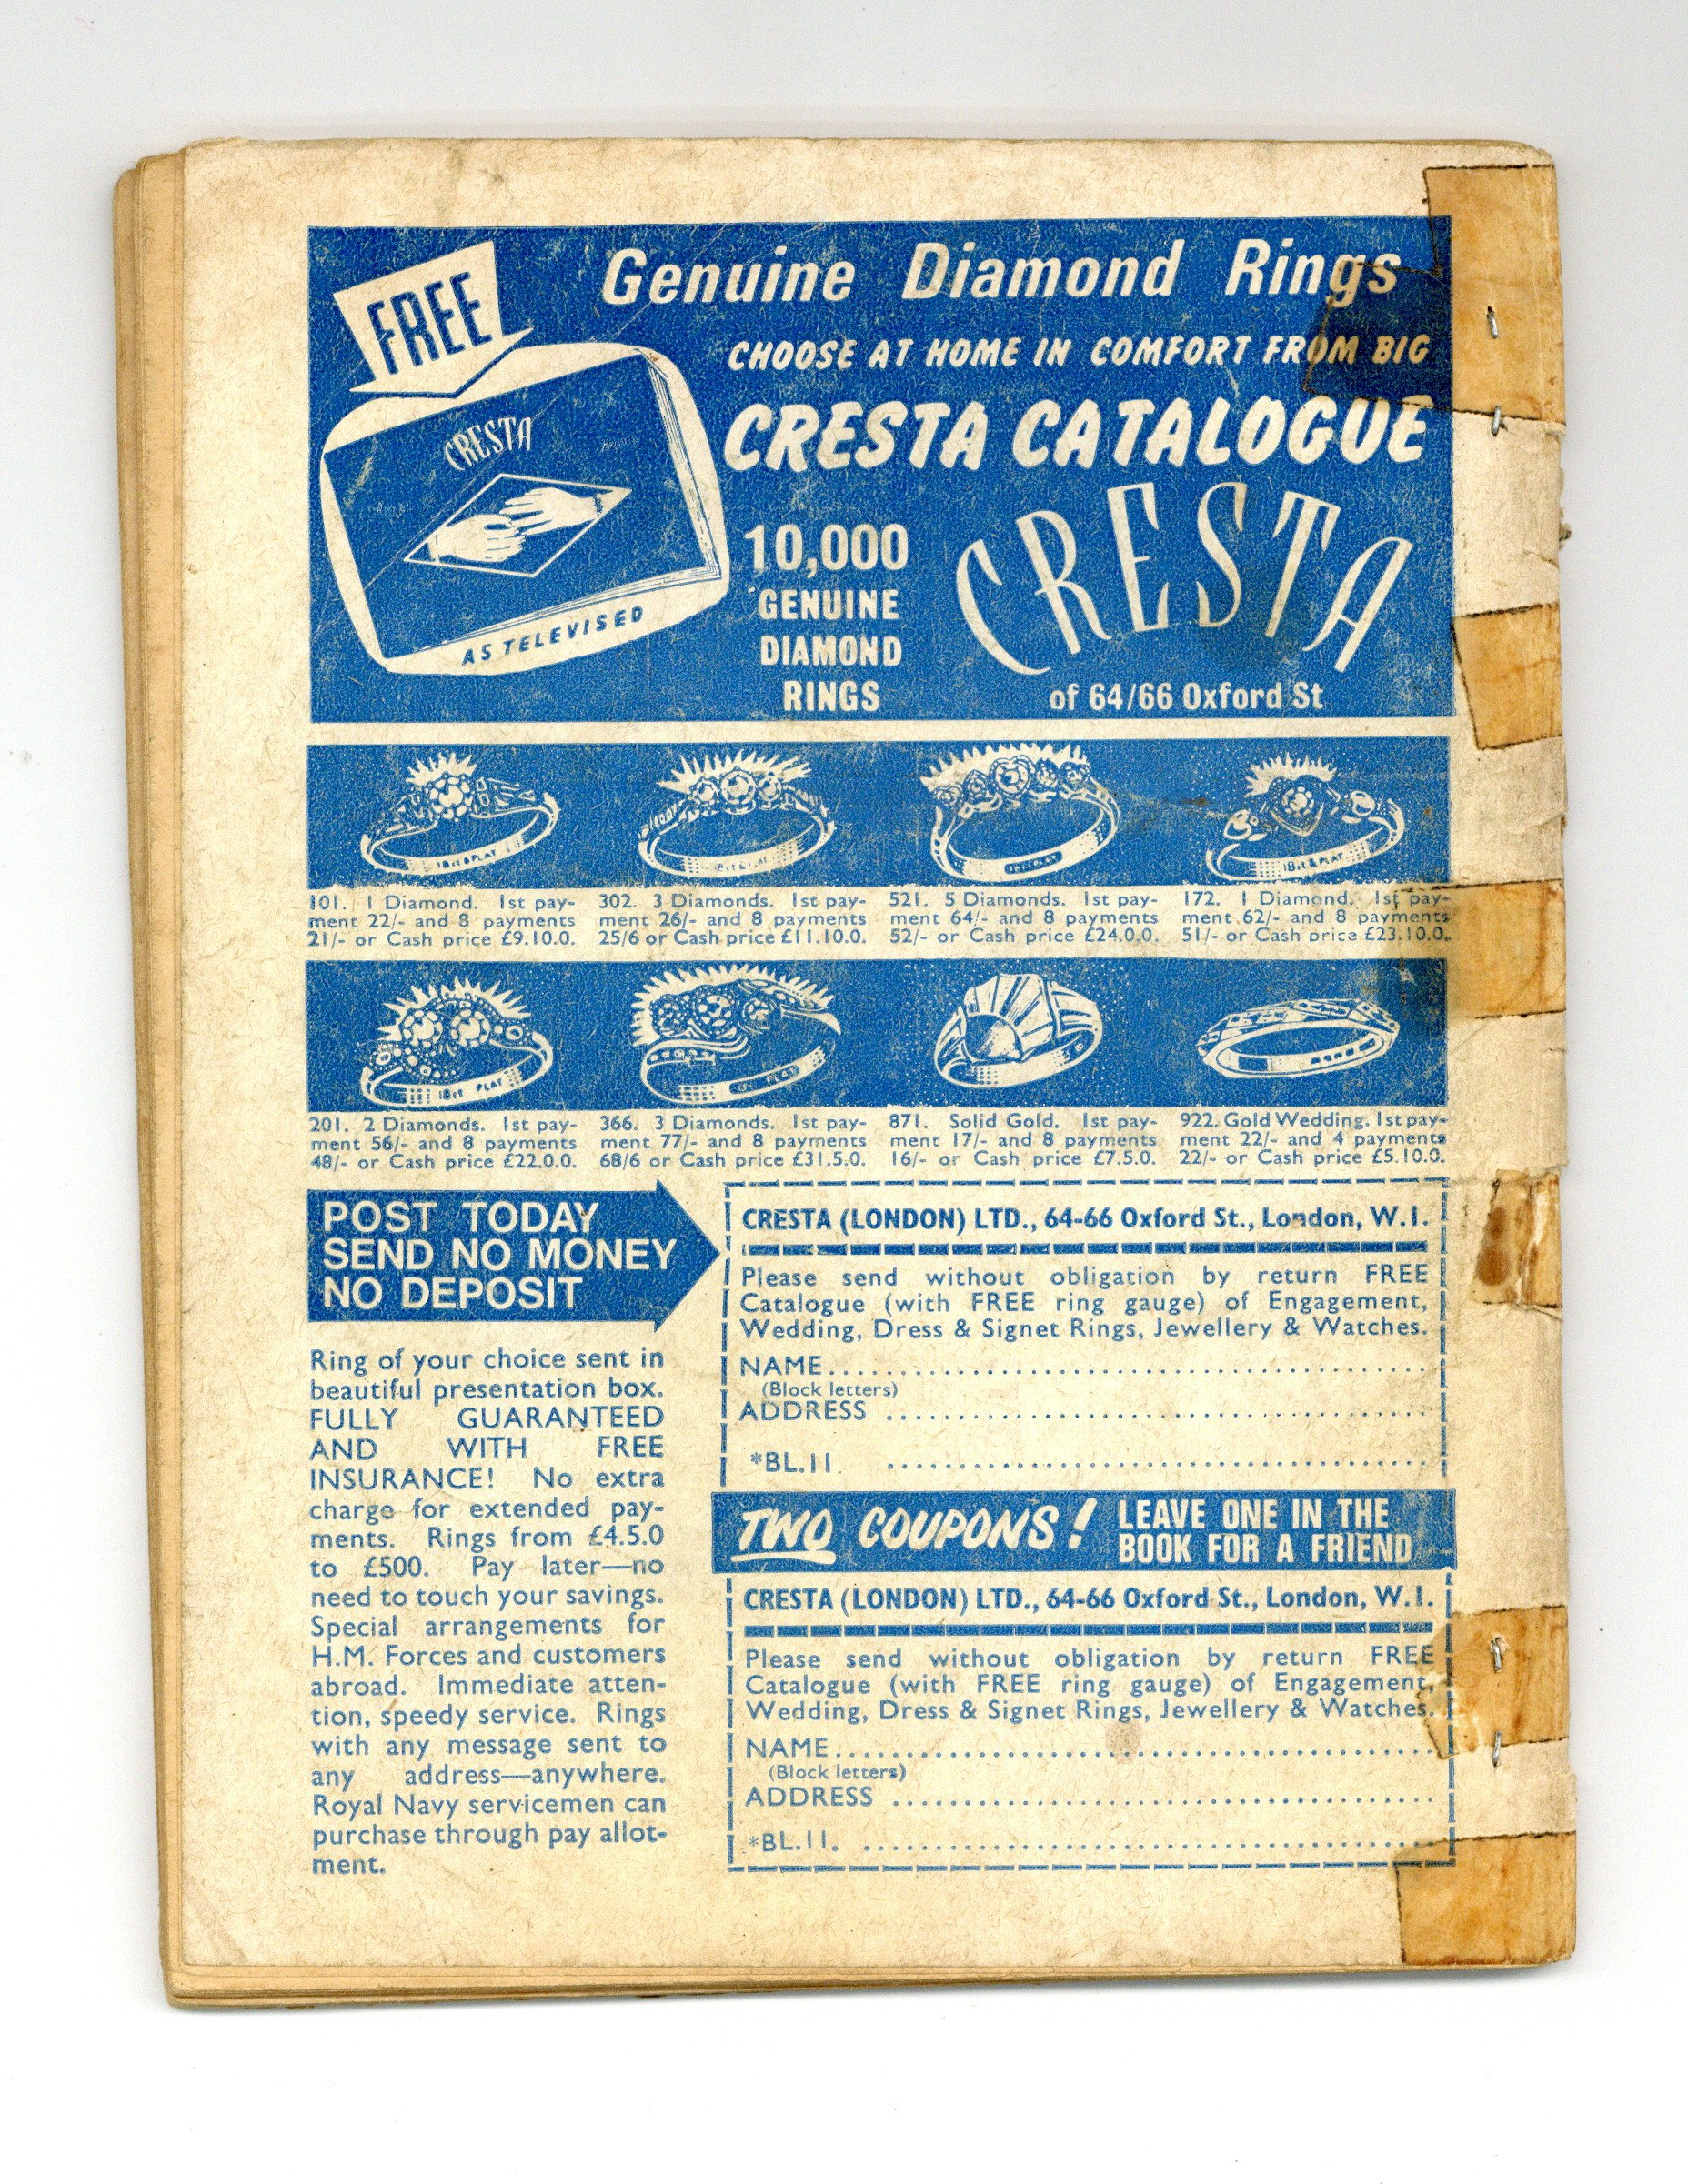 FREE
Genuine Diamond Rings
CHOOSE AT HOME IN COMFORT FROM BIG
CRESTA CATALOGUE
CRESTA
AS TELEVISED
10,000
GENUINE
DIAMOND
RINGS
CRESTA
of 64/66 Oxford St
18ct & PLAT
18ct & PLAT
101. 1 Diamond. 1st pay-
ment 22/- and 8 payments
21/- or Cash price £9.10.0.
302. 3 Diamonds. 1st pay-
ment 26/- and 8 payments
25/6 or Cash price £11.10.0.
521. 5 Diamonds. 1st pay-
ment 64/- and 8 payments
52/- or Cash price £24.0.0.
172. 1 Diamond. 1st pay-
ment 62/- and 8 payments
51/- or Cash price £23.10.0.
18ct PLAT
PLAT
201. 2 Diamonds. 1st pay-
ment 56/- and 8 payments
48/- or Cash price £22.0.0.
366. 3 Diamonds. 1st pay-
ment 77/- and 8 payments
68/6 or Cash price £31.5.0.
871. Solid Gold. 1st pay-
ment 17/- and 8 payments
16/- or Cash price £7.5.0.
922. Gold Wedding. 1st pay-
ment 22/- and 4 payments
22/- or Cash price £5.10.0.
POST TODAY
SEND NO MONEY
NO DEPOSIT
Ring of your choice sent in
beautiful presentation box.
FULLY GUARANTEED
AND WITH FREE
INSURANCE! No extra
charge for extended pay-
ments. Rings from £4.5.0
to £500. Pay later—no
need to touch your savings.
Special arrangements for
H.M. Forces and customers
abroad. Immediate atten-
tion, speedy service. Rings
with any message sent to
any address—anywhere.
Royal Navy servicemen can
purchase through pay allot-
ment.
CRESTA (LONDON) LTD., 64-66 Oxford St., London, W.1.
Please send without obligation by return FREE
Catalogue (with FREE ring gauge) of Engagement,
Wedding, Dress & Signet Rings, Jewellery & Watches.
NAME
(Block letters)
ADDRESS
*BL.11.
TWO COUPONS! LEAVE ONE IN THE
BOOK FOR A FRIEND
CRESTA (LONDON) LTD., 64-66 Oxford St., London, W.1.
Please send without obligation by return FREE
Catalogue (with FREE ring gauge) of Engagement,
Wedding, Dress & Signet Rings, Jewellery & Watches.
NAME
(Block letters)
ADDRESS
*BL.11.